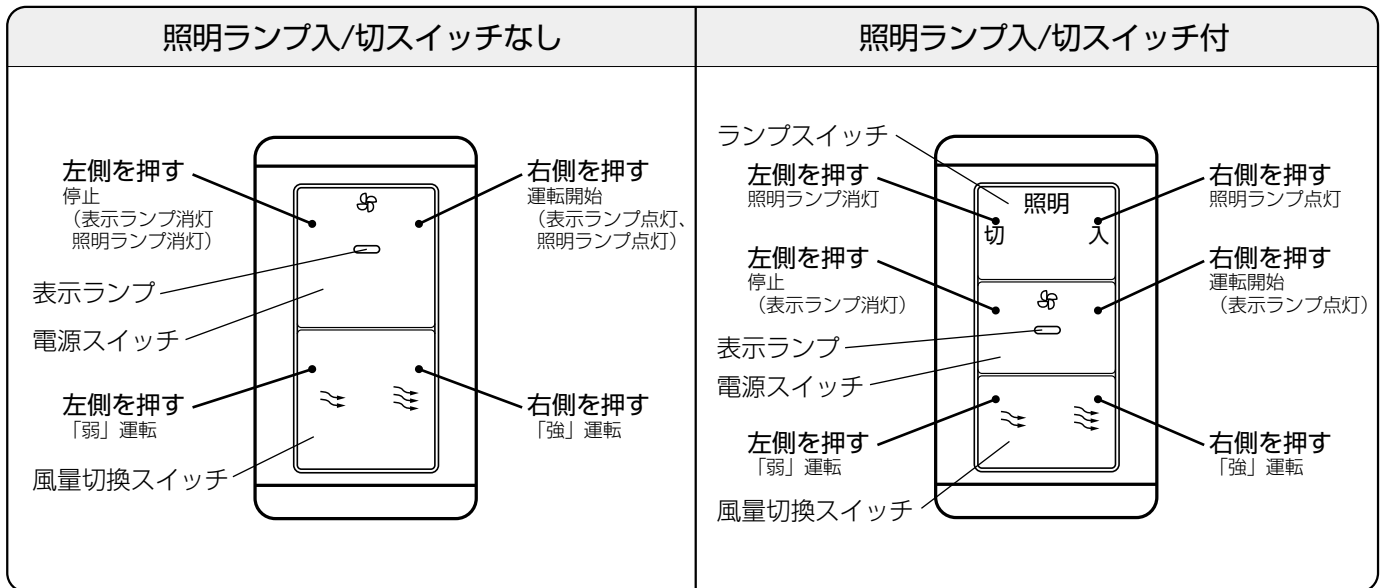 照明ランプ入/切スイッチなし
左側を押す
停止
（表示ランプ消灯
照明ランプ消灯）
右側を押す
運転開始
（表示ランプ点灯、
照明ランプ点灯）
表示ランプ
電源スイッチ
左側を押す
「弱」運転
右側を押す
「強」運転
風量切換スイッチ
照明ランプ入/切スイッチ付
ランプスイッチ
左側を押す
照明ランプ消灯
照明
切 入
右側を押す
照明ランプ点灯
左側を押す
停止
（表示ランプ消灯）
右側を押す
運転開始
（表示ランプ点灯）
表示ランプ
電源スイッチ
左側を押す
「弱」運転
右側を押す
「強」運転
風量切換スイッチ